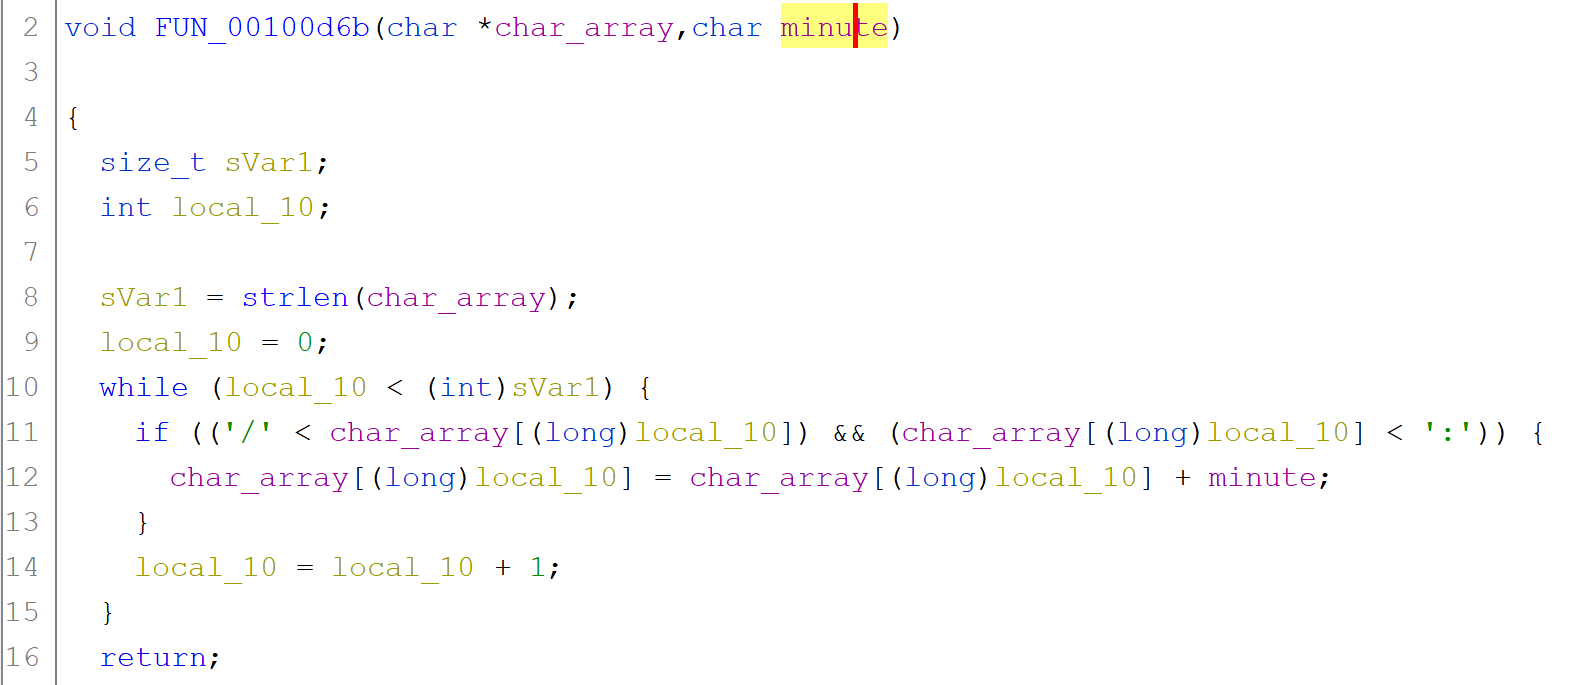 2 void FUN_00100d6b(char *char_array,char minute)
3
4 {
5   size_t sVar1;
6   int local_10;
7
8   sVar1 = strlen(char_array);
9   local_10 = 0;
10   while (local_10 < (int)sVar1) {
11     if (('/' < char_array[(long)local_10]) && (char_array[(long)local_10] < ':')) {
12       char_array[(long)local_10] = char_array[(long)local_10] + minute;
13     }
14     local_10 = local_10 + 1;
15   }
16   return;